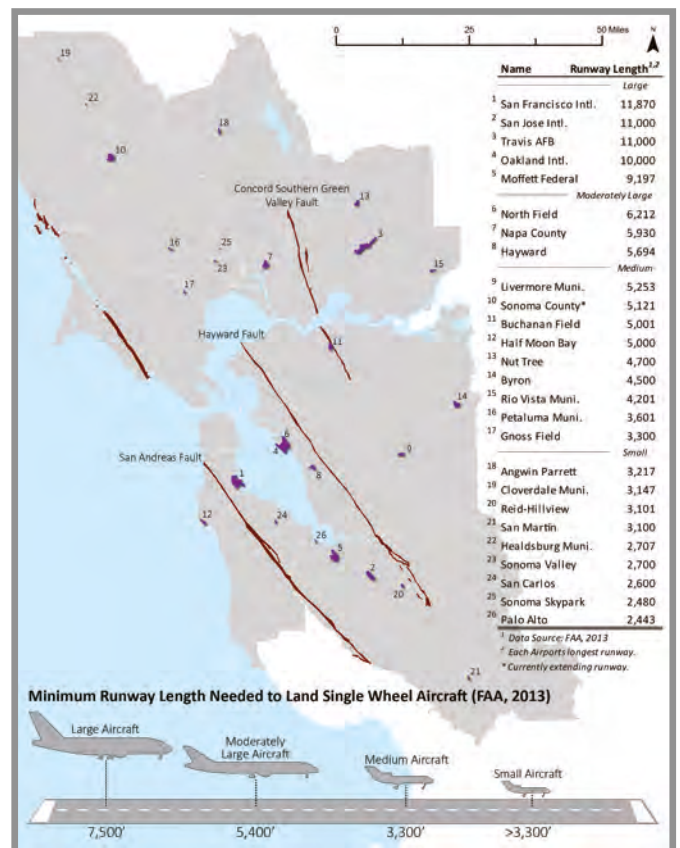 0 25 50 Miles
N
Name Runway Length1,2
Large
1 San Francisco Intl. 11,870
2 San Jose Intl. 11,000
3 Travis AFB 11,000
4 Oakland Intl. 10,000
5 Moffett Federal 9,197
Moderately Large
6 North Field 6,212
7 Napa County 5,930
8 Hayward 5,694
Medium
9 Livermore Muni. 5,253
10 Sonoma County* 5,121
11 Buchanan Field 5,001
12 Half Moon Bay 5,000
13 Nut Tree 4,700
14 Byron 4,500
15 Rio Vista Muni. 4,201
16 Petaluma Muni. 3,601
17 Gnoss Field 3,300
Small
18 Angwin Parrett 3,217
19 Cloverdale Muni. 3,147
20 Reid-Hillview 3,101
21 San Martin 3,100
22 Healdsburg Muni. 2,707
23 Sonoma Valley 2,700
24 San Carlos 2,600
25 Sonoma Skypark 2,480
26 Palo Alto 2,443
1 Data Source: FAA, 2013
2 Each Airports longest runway.
* Currently extending runway.
19
22
18
10
Concord Southern Green
Valley Fault
13
3
16
25
23
7
15
17
Hayward Fault
11
14
6
4
9
San Andreas Fault
8
1
12
24
26
5
2
20
21
Minimum Runway Length Needed to Land Single Wheel Aircraft (FAA, 2013)
Large Aircraft
Moderately
Large Aircraft
Medium Aircraft
Small Aircraft
7,500’ 5,400’ 3,300’ >3,300’